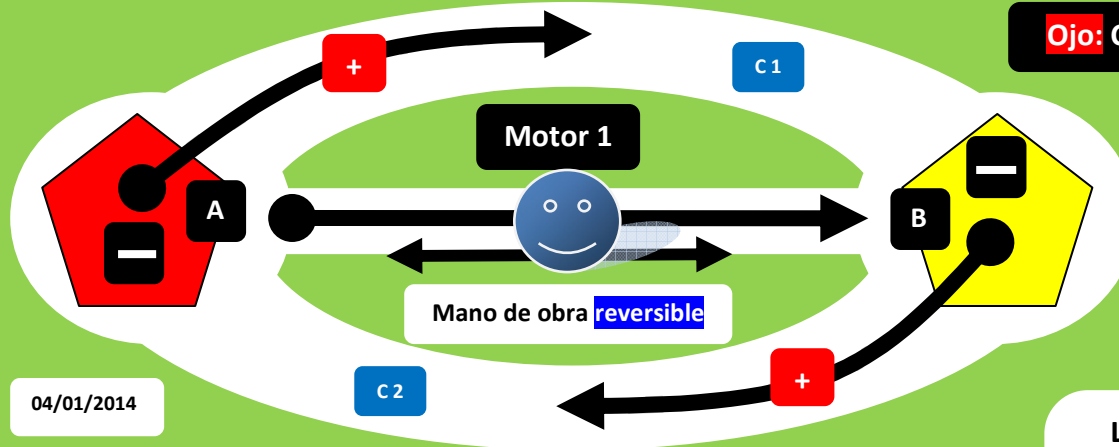 Ojo:
+
C 1
Motor 1
A
B
Mano de obra reversible
+
C 2
04/01/2014